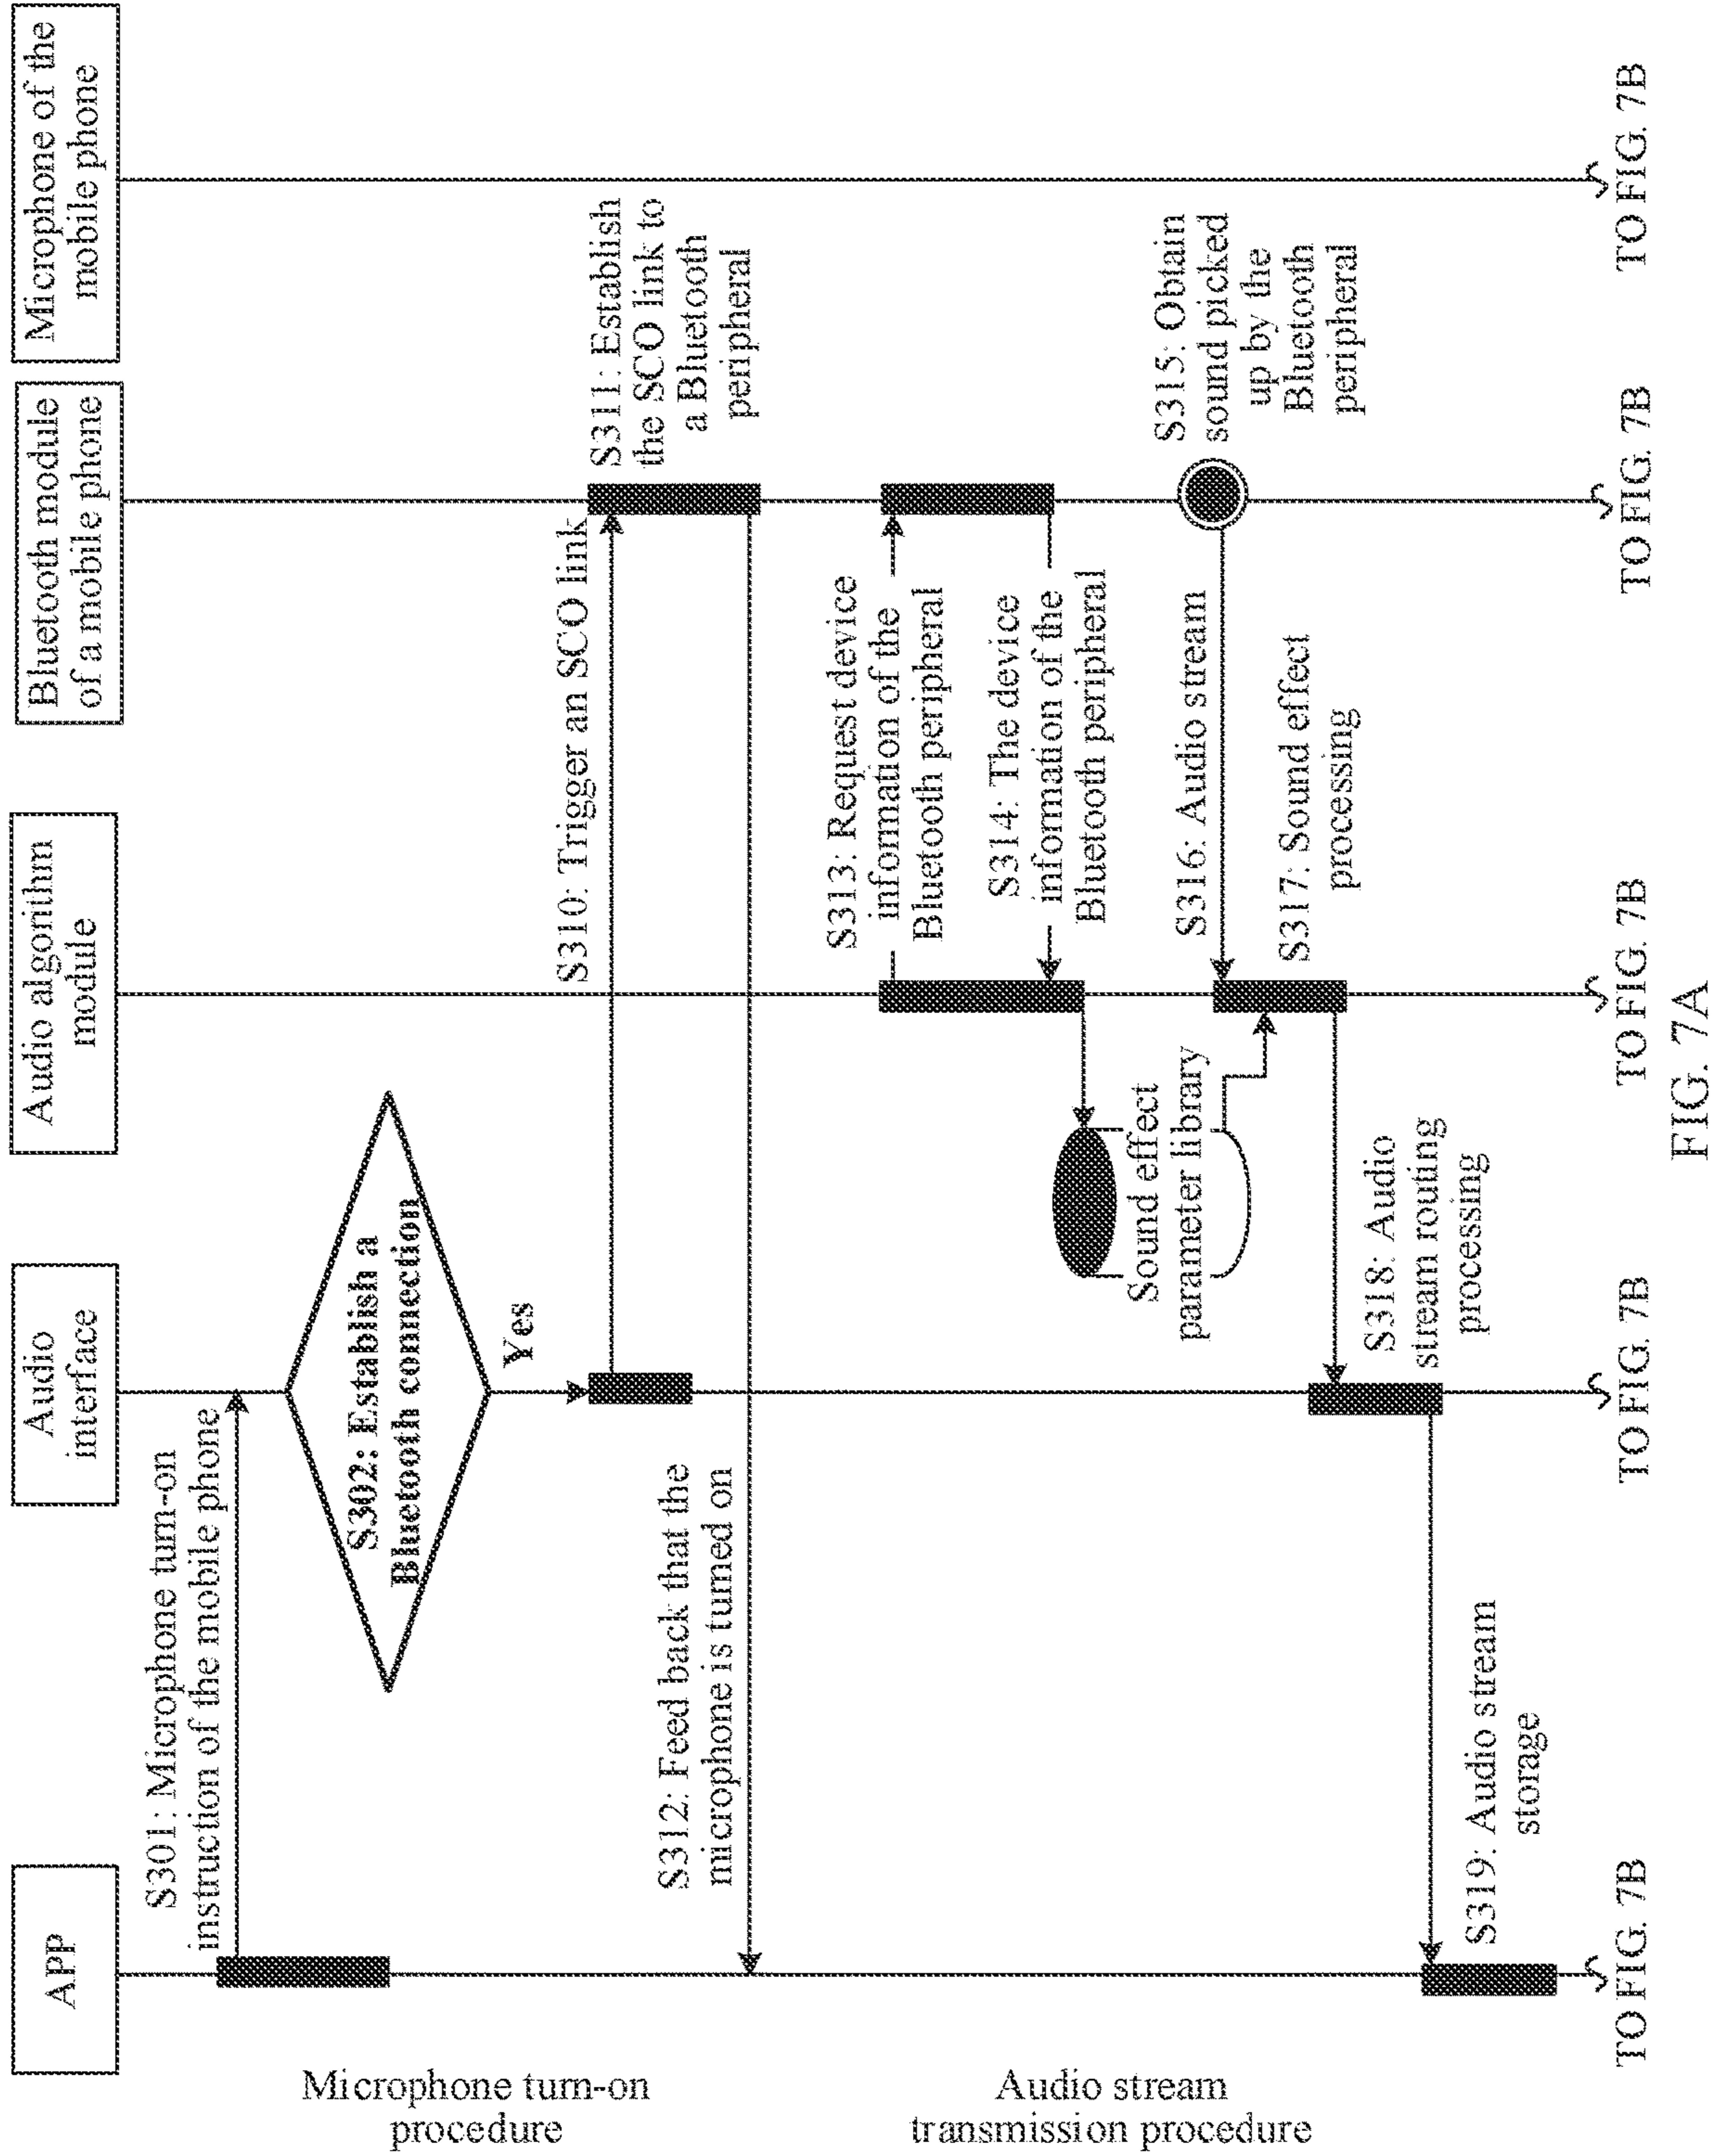 APP
Audio
interface
Audio algorithm
module
Bluetooth module
of a mobile phone
Microphone of the
mobile phone
Microphone turn-on
procedure
S301: Microphone turn-on
instruction of the mobile phone
S302: Establish a
Bluetooth connection
Yes
S310: Trigger an SCO link
S311: Establish
the SCO link to
a Bluetooth
peripheral
S312: Feed back that the
microphone is turned on
Audio stream
transmission procedure
S313: Request device
information of the
Bluetooth peripheral
S314: The device
information of the
Bluetooth peripheral
Sound effect
parameter library
S315: Obtain
sound picked
up by the
Bluetooth
peripheral
S316: Audio stream
S317: Sound effect
processing
S318: Audio
stream routing
processing
S319: Audio stream
storage
TO FIG. 7B
TO FIG. 7B
TO FIG. 7B
TO FIG. 7B
TO FIG. 7B
FIG. 7A